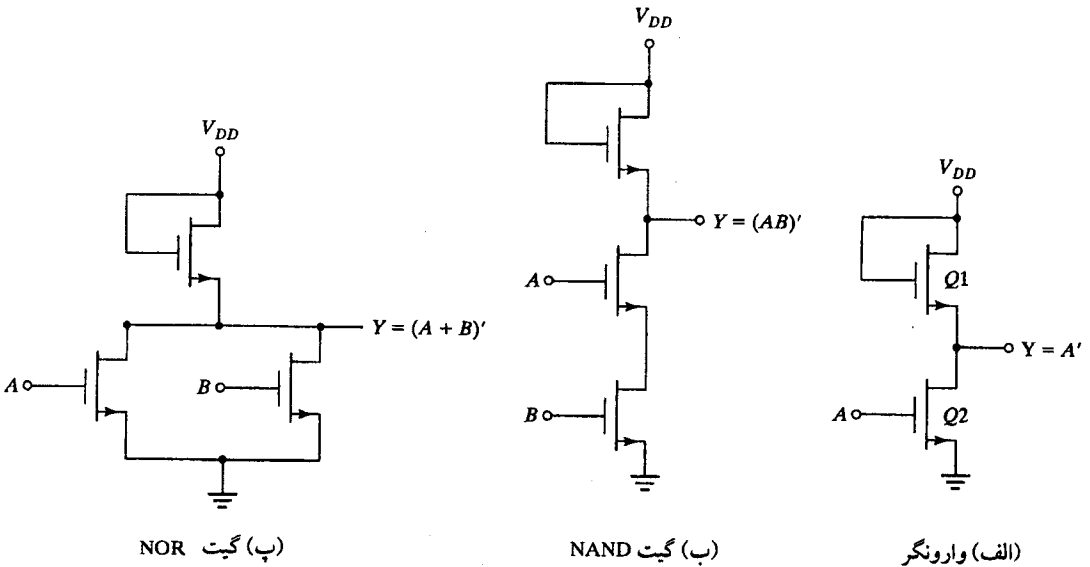 V_DD
V_DD
V_DD
Y = (AB)'
A
Q1
Y = (A + B)'
Y = A'
A
B
B
A
Q2
(الف) وارونگر
(ب) گیت NAND
(پ) گیت NOR